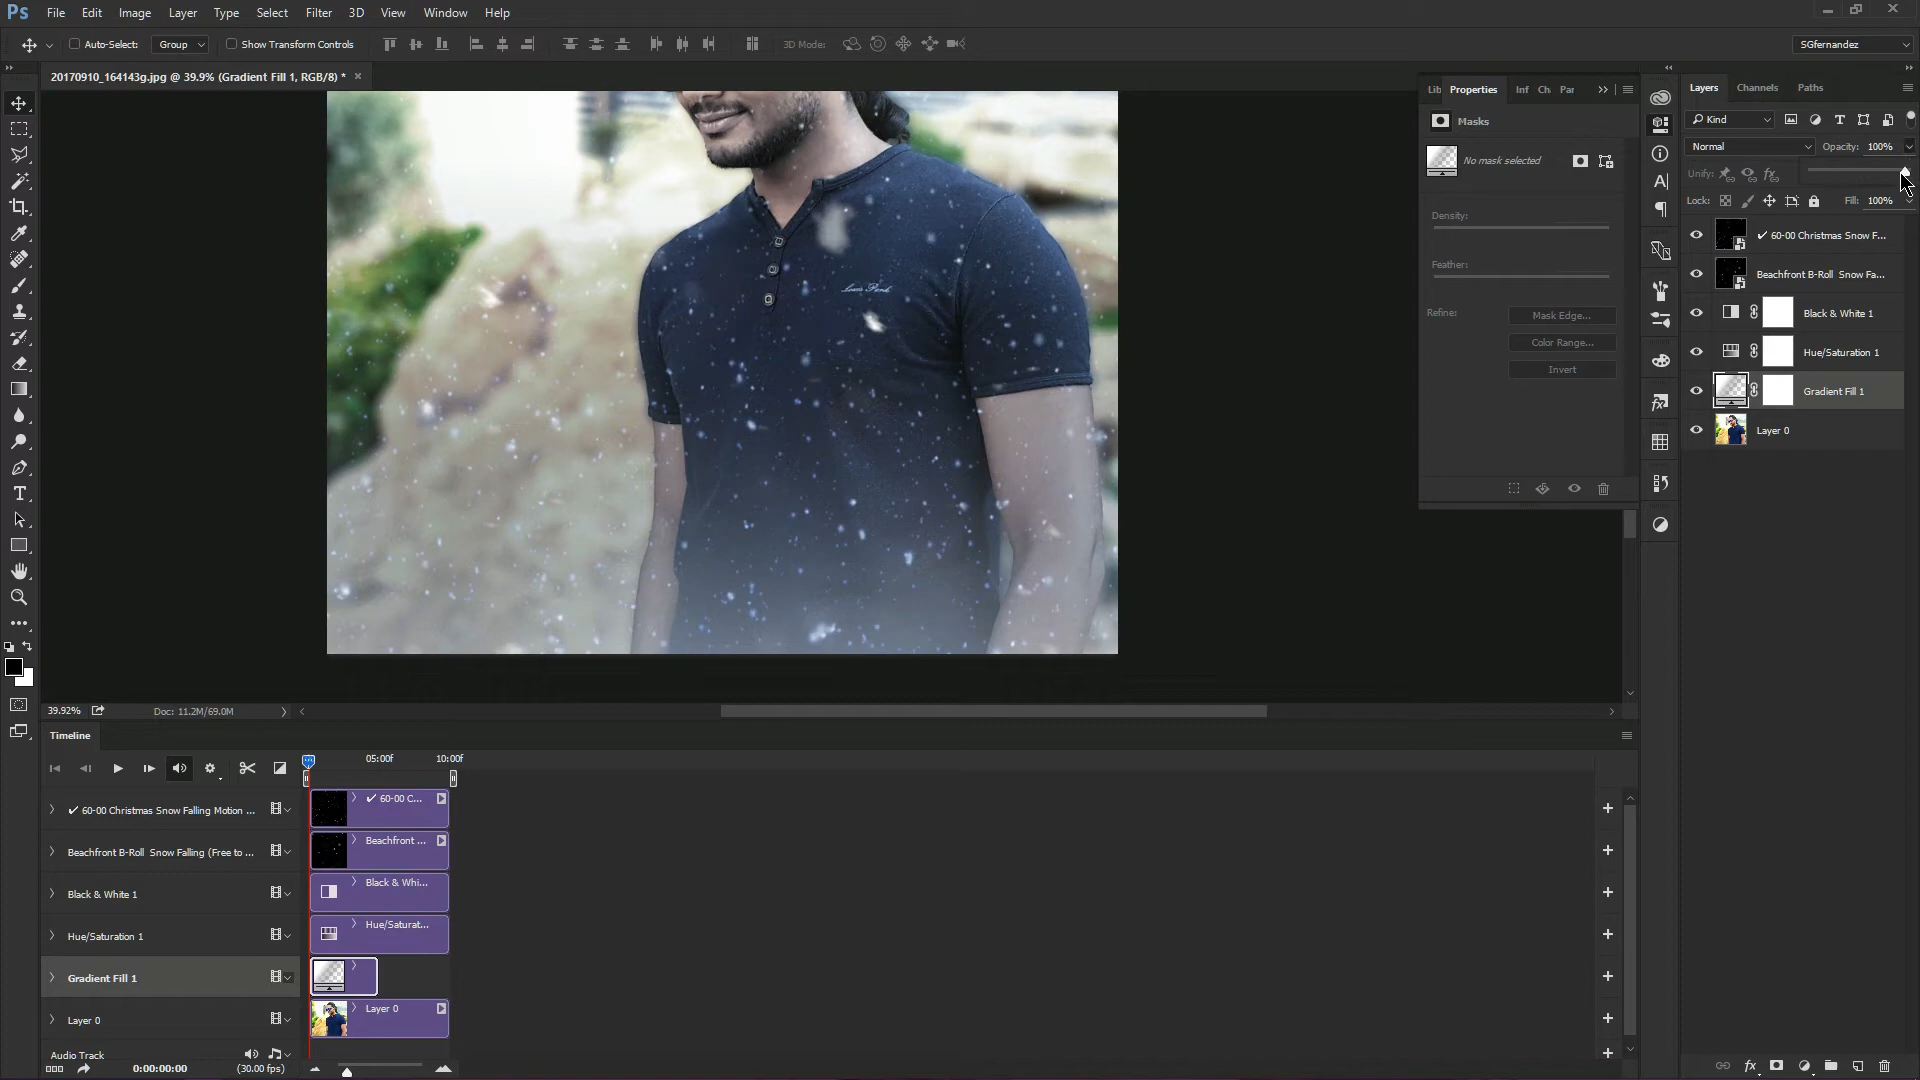 Ps File Edit Image Layer Type Select Filter 3D View Window Help
Auto-Select: Group Show Transform Controls 3D Mode: SGfernandez
20170910_164143g.jpg @ 39.9% (Gradient Fill 1, RGB/8) * ×
Lib Properties Inf Ch Par
Masks
No mask selected
Density:
Feather:
Refine: Mask Edge...
Color Range...
Invert
Layers Channels Paths
Kind
Normal Opacity: 100%
Unify:
Lock: Fill: 100%
✓ 60-00 Christmas Snow F...
Beachfront B-Roll Snow Fa...
Black & White 1
Hue/Saturation 1
Gradient Fill 1
Layer 0
39.92% Doc: 11.2M/69.0M
Timeline
05:00f 10:00f
✓ 60-00 Christmas Snow Falling Motion ... ✓ 60-00 C...
Beachfront B-Roll Snow Falling (Free to ... Beachfront ...
Black & White 1 Black & Whi...
Hue/Saturation 1 Hue/Saturat...
Gradient Fill 1
Layer 0 Layer 0
Audio Track
0:00:00:00 (30.00 fps)